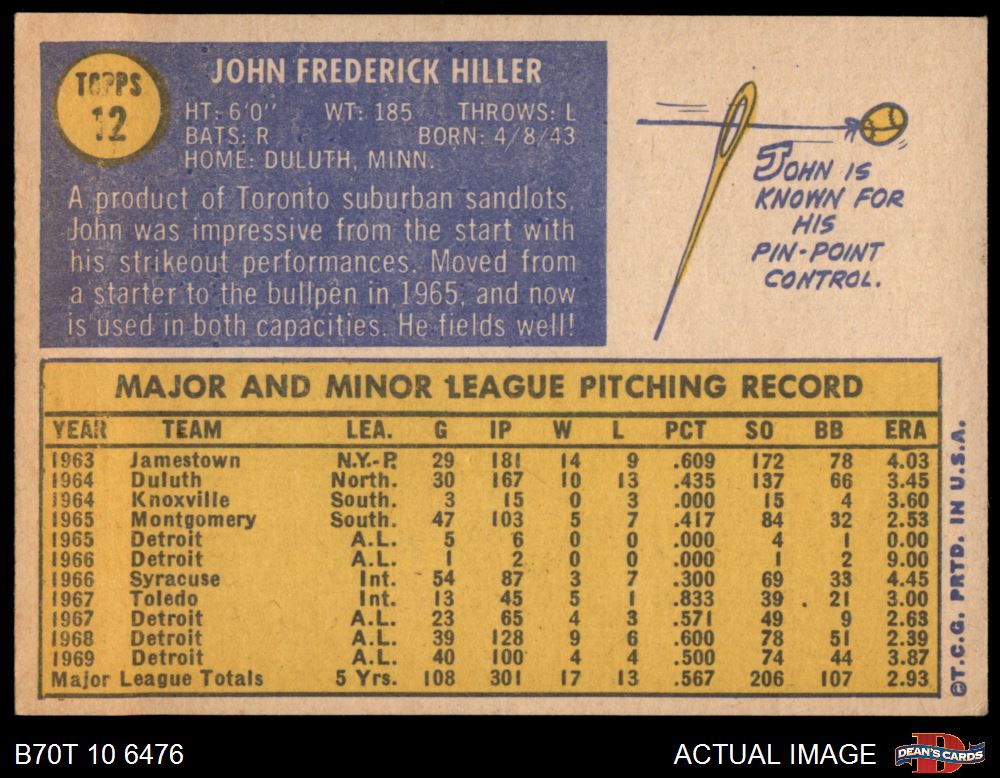 TOPPS
12
JOHN FREDERICK HILLER
HT: 6'0" WT: 185 THROWS: L
BATS: R BORN: 4/8/43
HOME: DULUTH, MINN.
A product of Toronto suburban sandlots,
John was impressive from the start with
his strikeout performances. Moved from
a starter to the bullpen in 1965, and now
is used in both capacities. He fields well!
JOHN IS
KNOWN FOR
HIS
PIN-POINT
CONTROL.
MAJOR AND MINOR LEAGUE PITCHING RECORD
YEAR TEAM LEA. G IP W L PCT SO BB ERA
1963 Jamestown N.Y.-P. 29 181 14 9 .609 172 78 4.03
1964 Duluth North. 30 167 10 13 .435 137 66 3.45
1964 Knoxville South. 3 15 0 3 .000 15 4 3.60
1965 Montgomery South. 47 103 5 7 .417 84 32 2.53
1965 Detroit A.L. 5 6 0 0 .000 4 1 0.00
1966 Detroit A.L. 1 2 0 0 .000 1 2 9.00
1966 Syracuse Int. 54 87 3 7 .300 69 33 4.45
1967 Toledo Int. 13 45 5 1 .833 39 21 3.00
1967 Detroit A.L. 23 65 4 3 .571 49 9 2.63
1968 Detroit A.L. 39 128 9 6 .600 78 51 2.39
1969 Detroit A.L. 40 100 4 4 .500 74 44 3.87
Major League Totals 5 Yrs. 108 301 17 13 .567 206 107 2.93
©T.C.G. PRTD. IN U.S.A.
B70T 10 6476
ACTUAL IMAGE
DEAN'S CARDS